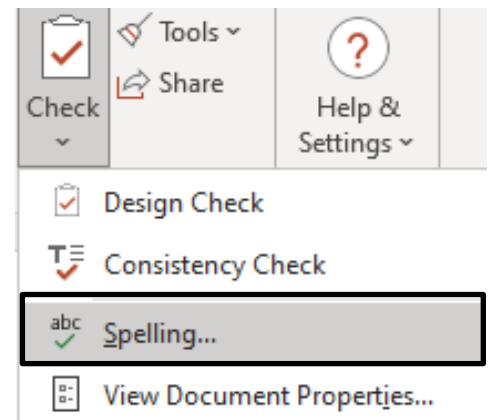 Tools
Share
Check
?
Help &
Settings
Design Check
Consistency Check
abc
Spelling...
View Document Properties...